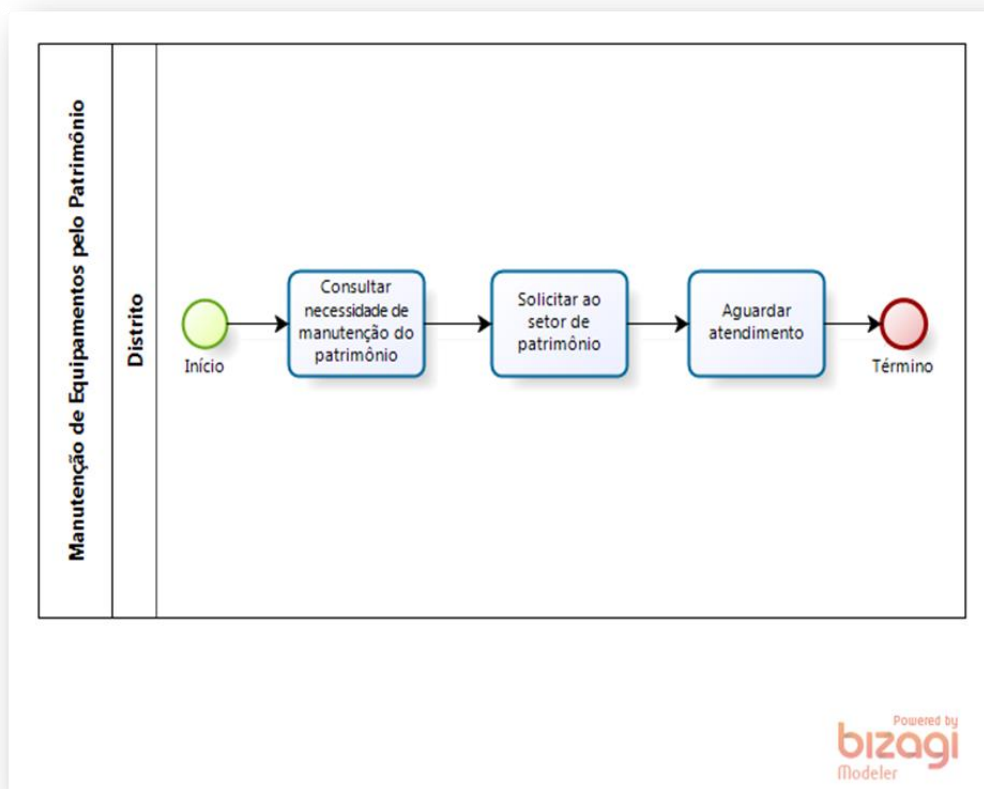 Manutenção de Equipamentos pelo Patrimônio
Distrito
Início
Consultar
necessidade de
manutenção do
patrimônio
Solicitar ao
setor de
patrimônio
Aguardar
atendimento
Término
Powered by
bizagi
Modeler